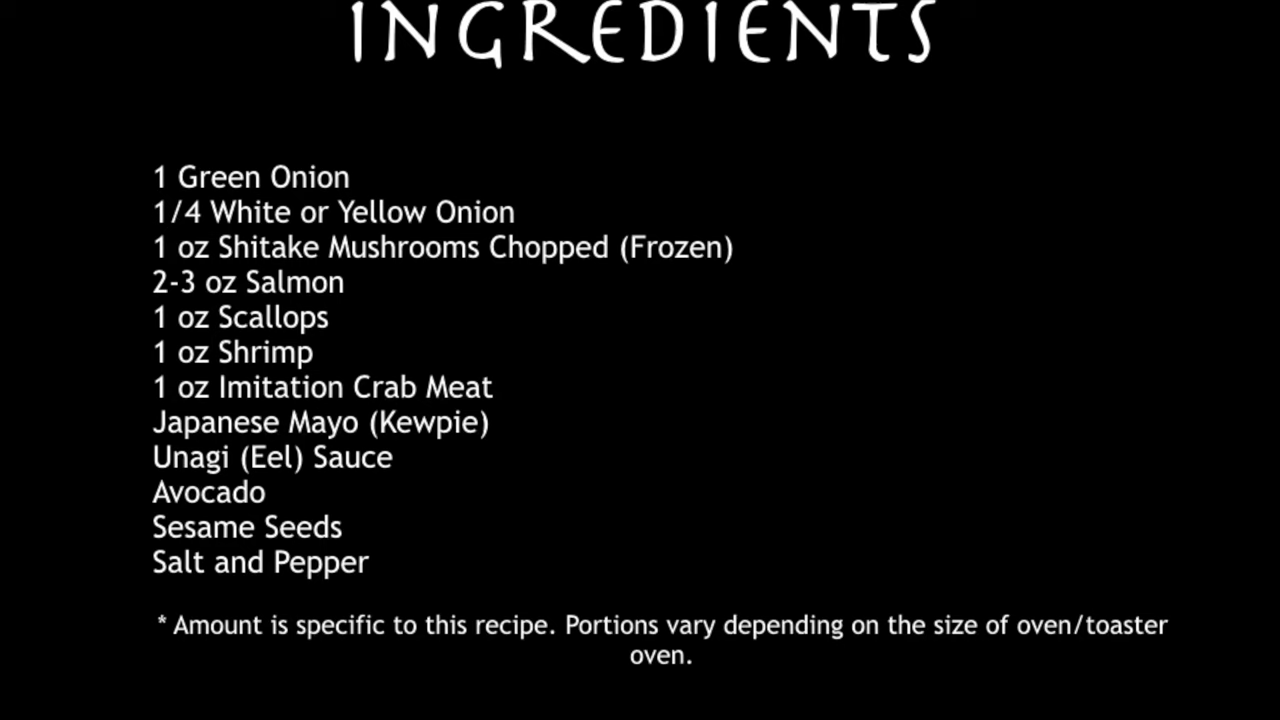 INGREDIENTS
1 Green Onion
1/4 White or Yellow Onion
1 oz Shitake Mushrooms Chopped (Frozen)
2-3 oz Salmon
1 oz Scallops
1 oz Shrimp
1 oz Imitation Crab Meat
Japanese Mayo (Kewpie)
Unagi (Eel) Sauce
Avocado
Sesame Seeds
Salt and Pepper
* Amount is specific to this recipe. Portions vary depending on the size of oven/toaster
oven.